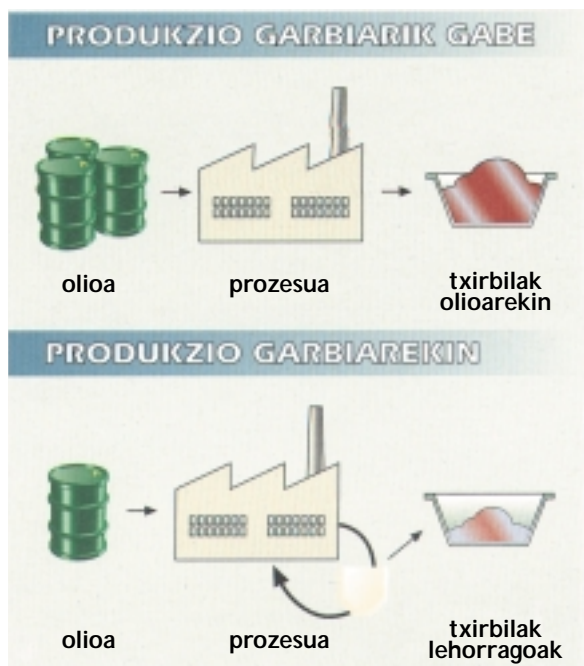 PRODUKZIO GARBIARIK GABE
olioa prozesua txirbilak
olioarekin
PRODUKZIO GARBIAREKIN
olioa prozesua txirbilak
lehorragoak